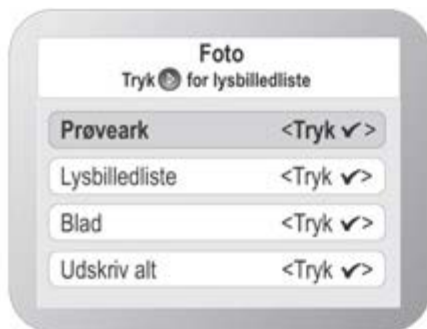 Foto
Tryk for lysbilledliste
Prøveark <Tryk ✔>
Lysbilledliste <Tryk ✔>
Blad <Tryk ✔>
Udskriv alt <Tryk ✔>